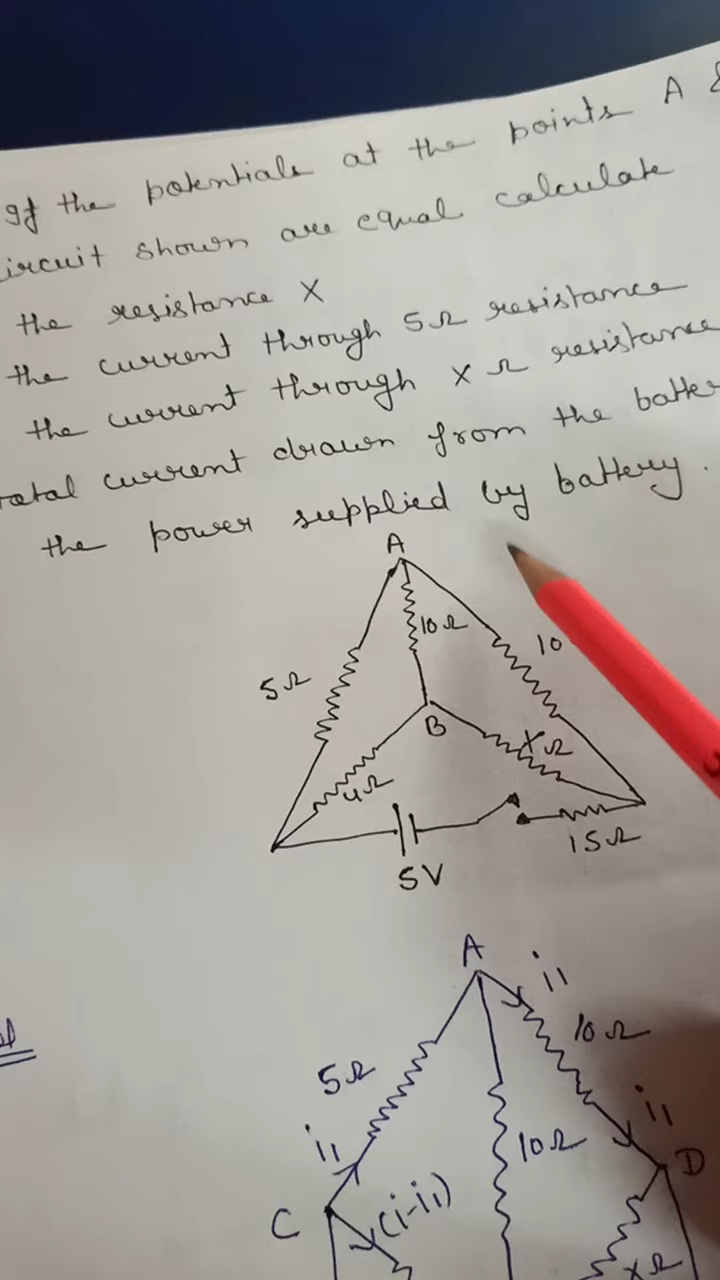 If the potentials at the points A &
ircuit shown are equal calculate
the resistance X
the current through 5Ω resistance
the current through X Ω resistance
total current drawn from the batte
the power supplied by battery.
A
10 Ω
10
5Ω
B
XΩ
4Ω
15Ω
5V
A
i1
10Ω
5Ω
i1
i1
10Ω
D
C
(i-i1)
XΩ